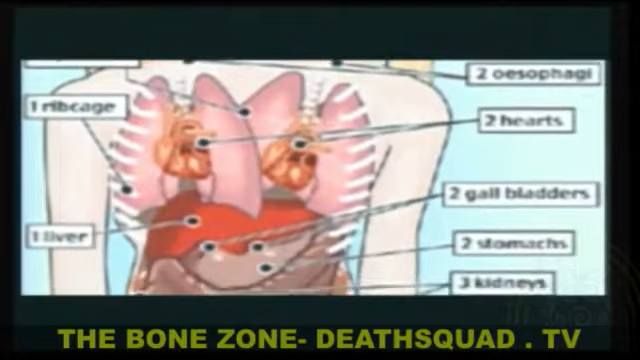 2 oesophagi
1 ribcage
2 hearts
2 gall bladders
1 liver
2 stomachs
3 kidneys
THE BONE ZONE- DEATHSQUAD . TV